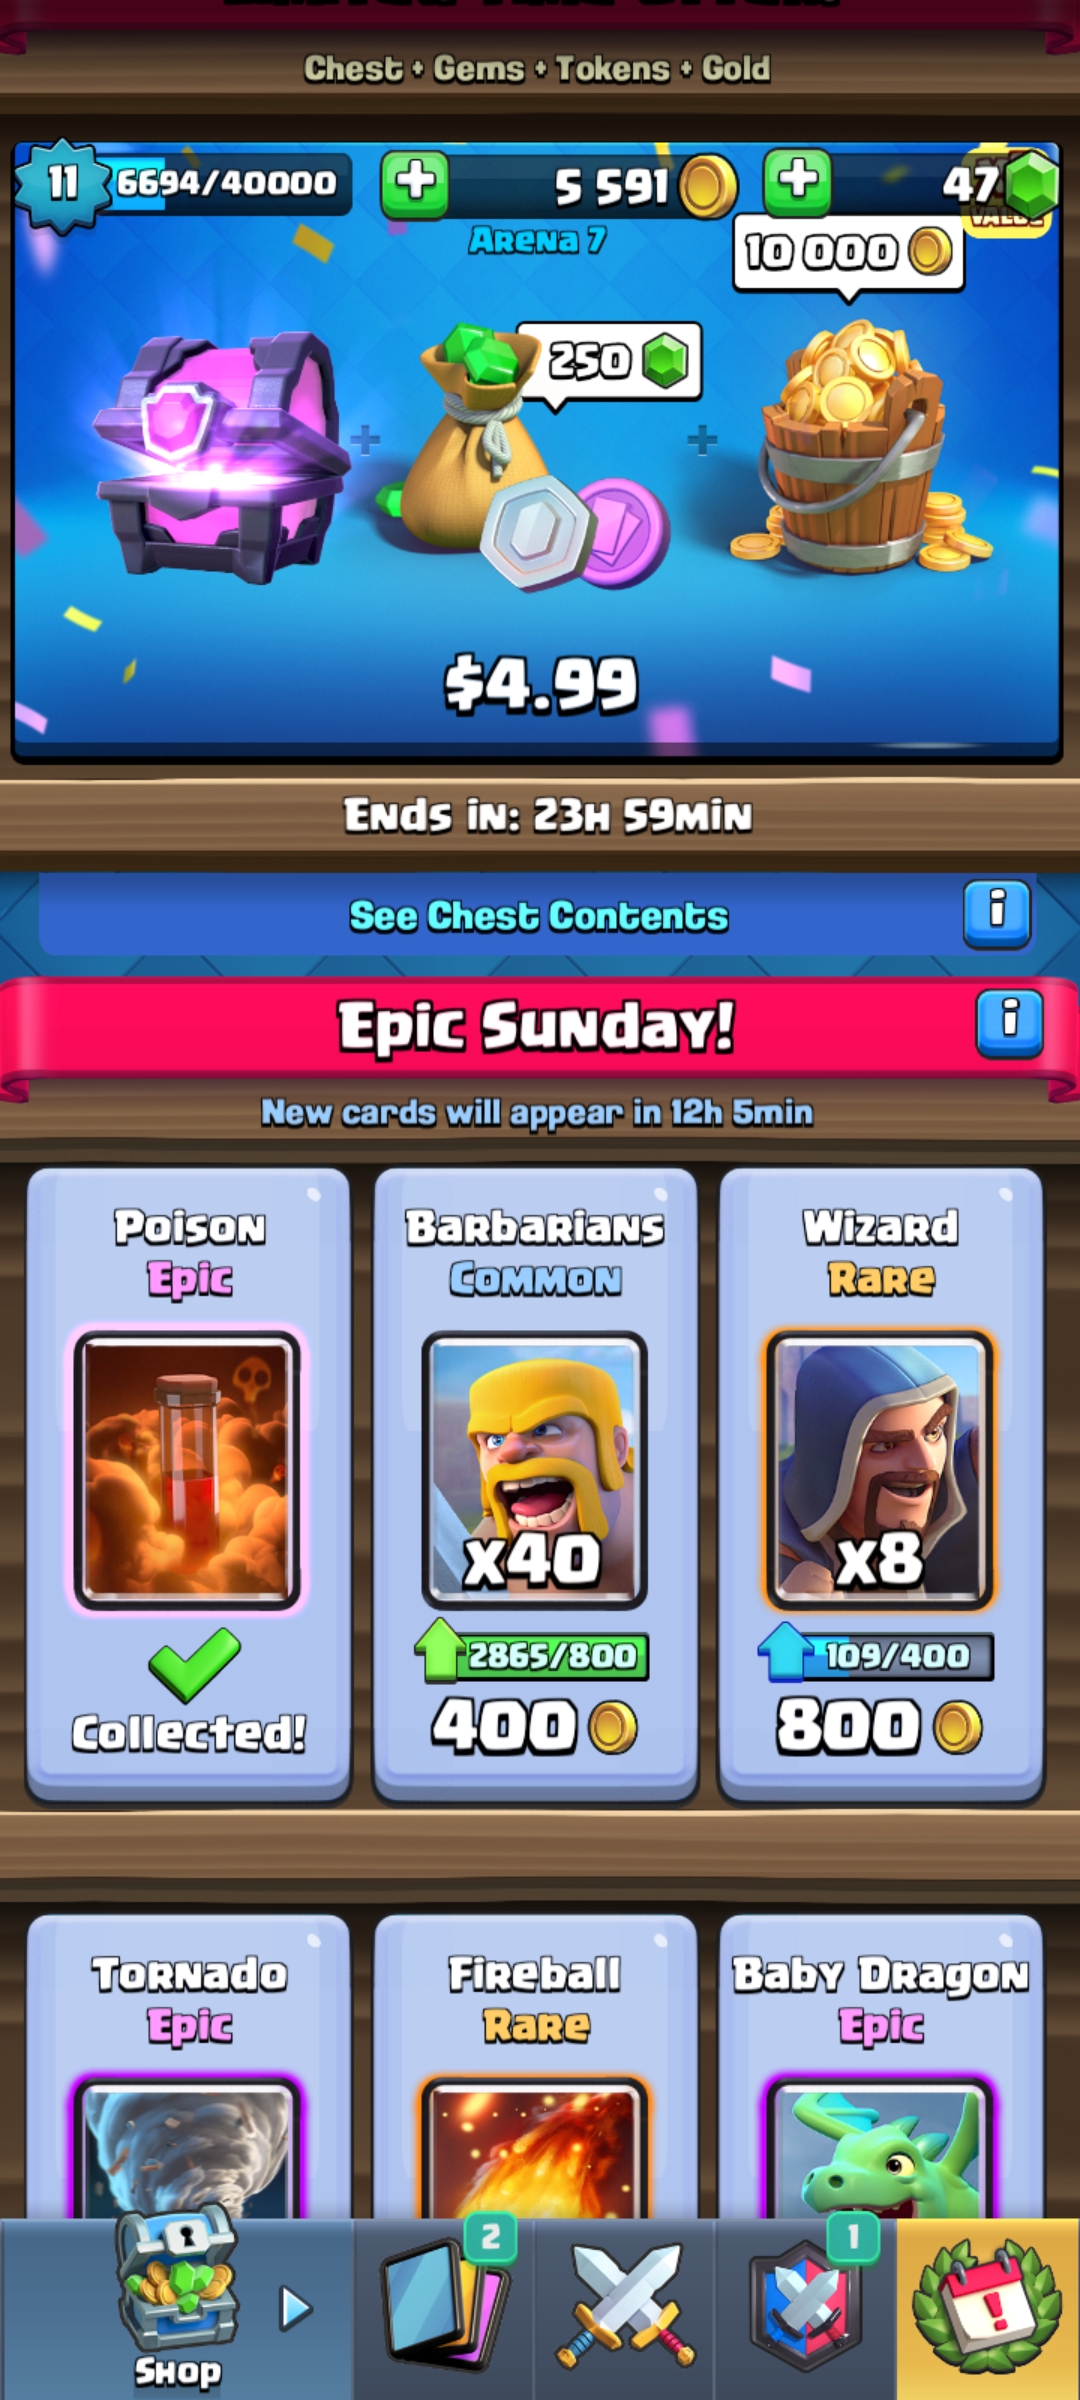 Chest + Gems + Tokens + Gold
11 6694/40000 5 591 47
VALUE
Arena 7
10 000
250
$4.99
Ends in: 23h 59min
See Chest Contents
Epic Sunday!
New cards will appear in 12h 5min
Poison Barbarians Wizard
Epic Common Rare
x40 x8
2865/800 109/400
Collected! 400 800
Tornado Fireball Baby Dragon
Epic Rare Epic
2 1
Shop